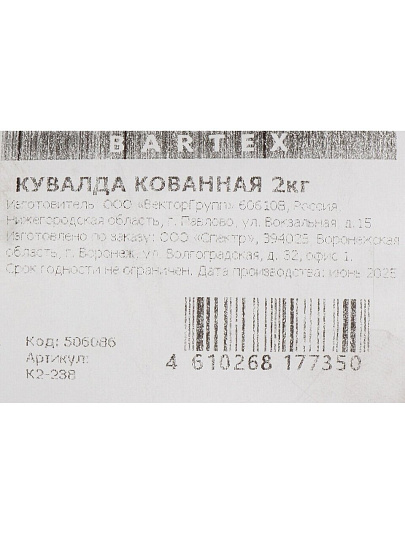 BARTEX
КУВАЛДА КОВАННАЯ 2кг
Изготовитель: ООО «ВекторГрупп» 606108, Россия,
Нижегородская область, г. Павлово, ул. Вокзальная, д.15
Изготовлено по заказу: ООО «Спектр», 394025, Воронежская
область, г. Воронеж, ул. Волгоградская, д. 32, офис 1.
Срок годности не ограничен. Дата производства: июнь 2025
Код: 506086
Артикул:
К2-238
4 610268 177350